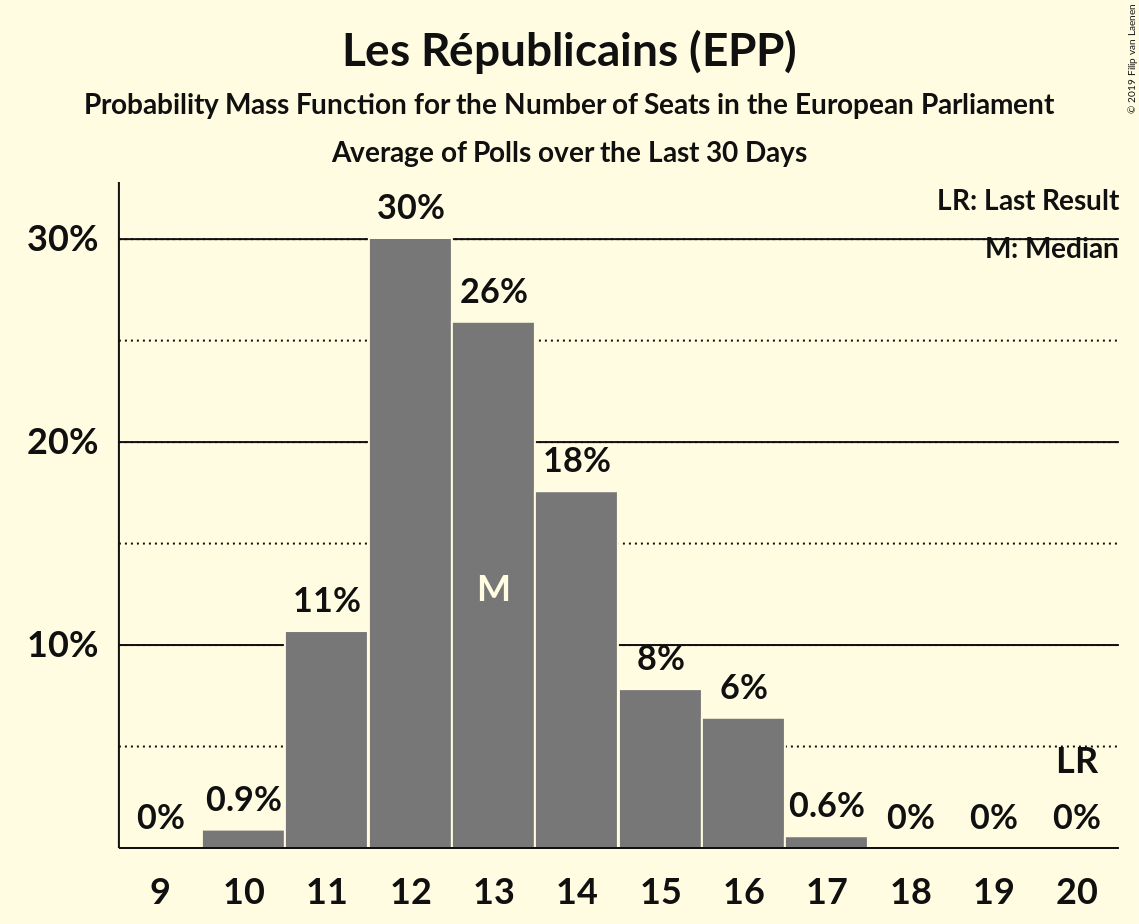 Les Républicains (EPP)
Probability Mass Function for the Number of Seats in the European Parliament
Average of Polls over the Last 30 Days
© 2019 Filip van Laenen
LR: Last Result
M: Median
30%
20%
10%
0%
0.9%
11%
30%
26%
M
18%
8%
6%
0.6%
0%
0%
LR
0%
9 10 11 12 13 14 15 16 17 18 19 20